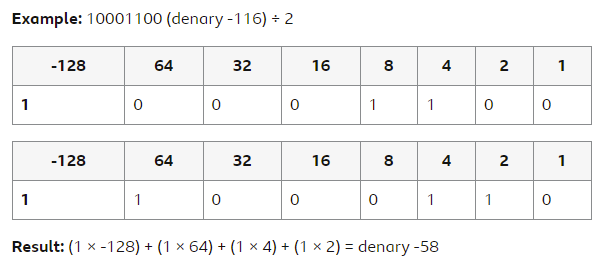 Example: 10001100 (denary -116) ÷ 2
-128 64 32 16 8 4 2 1
1 0 0 0 1 1 0 0
-128 64 32 16 8 4 2 1
1 1 0 0 0 1 1 0
Result: (1 × -128) + (1 × 64) + (1 × 4) + (1 × 2) = denary -58